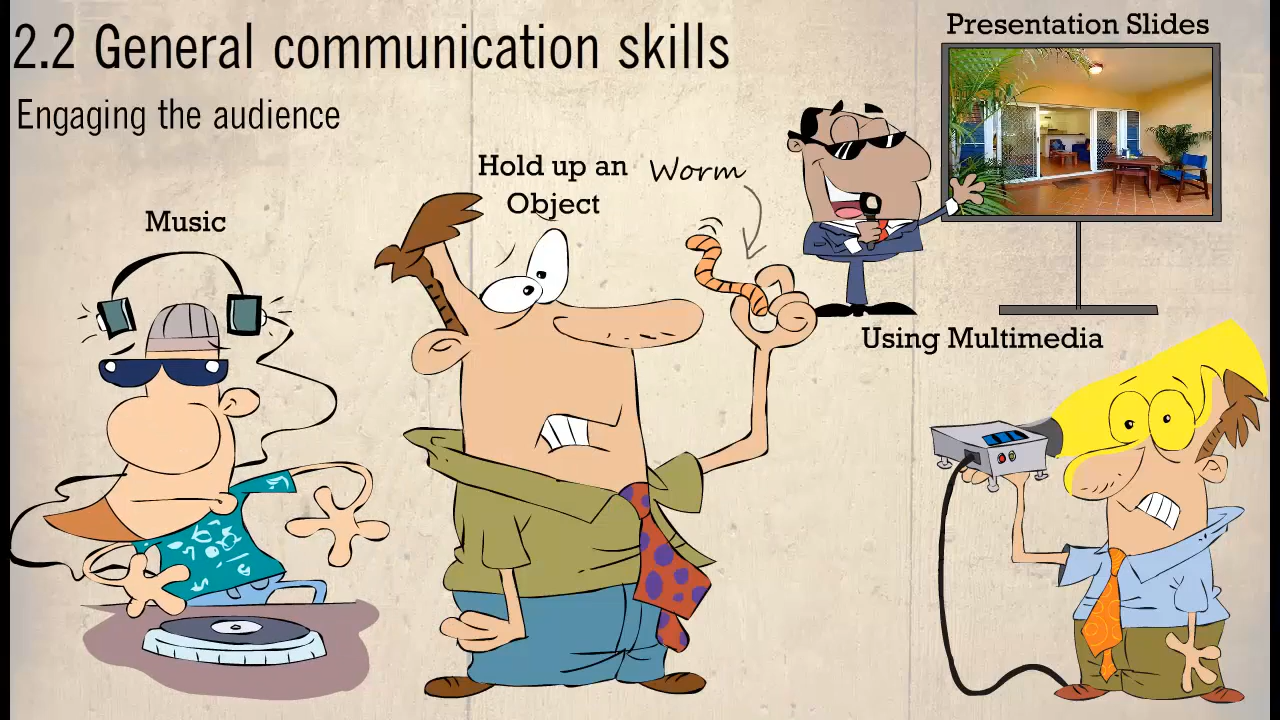 2.2 General communication skills
Engaging the audience
Presentation Slides
Hold up an
Object
Worm
Music
Using Multimedia